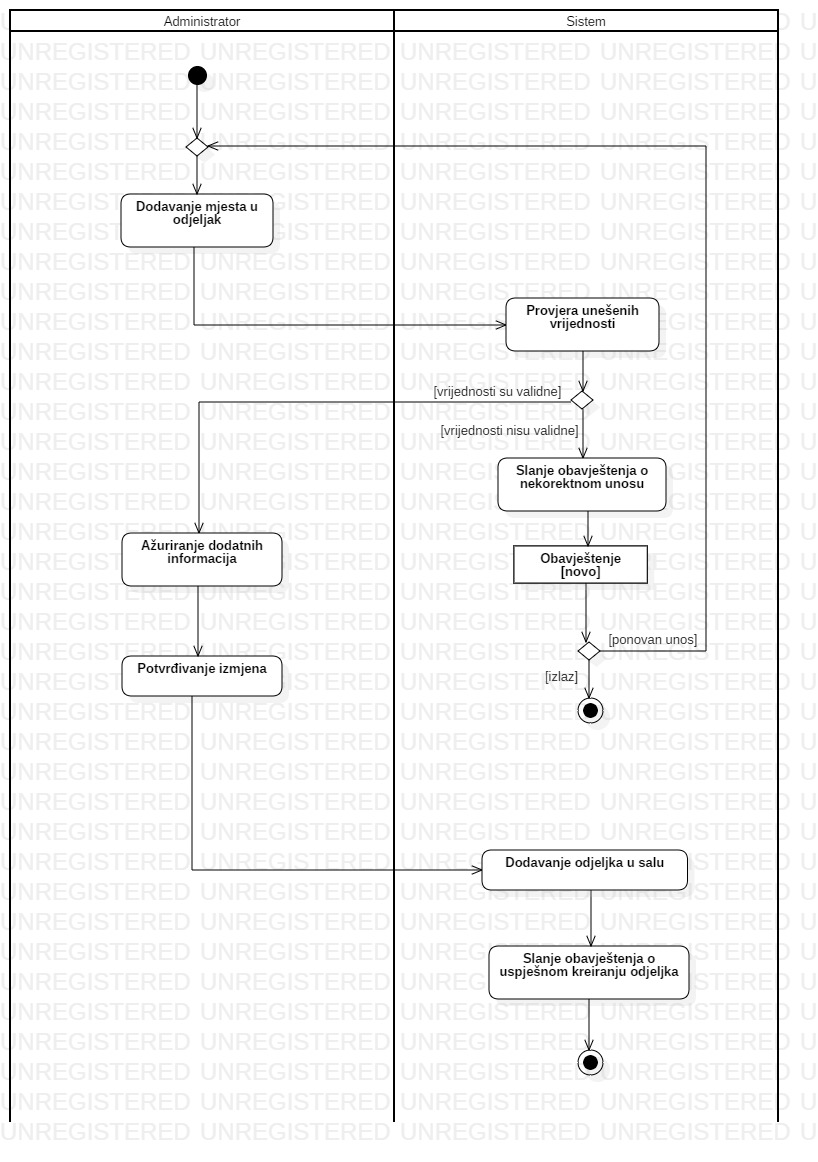 Administrator
Sistem
Dodavanje mjesta u
odjeljak
Provjera unešenih
vrijednosti
[vrijednosti su validne]
[vrijednosti nisu validne]
Slanje obavještenja o
nekorektnom unosu
Ažuriranje dodatnih
informacija
Obavještenje
[novo]
[ponovan unos]
Potvrđivanje izmjena
[izlaz]
Dodavanje odjeljka u salu
Slanje obavještenja o
uspješnom kreiranju odjeljka
UNREGISTERED